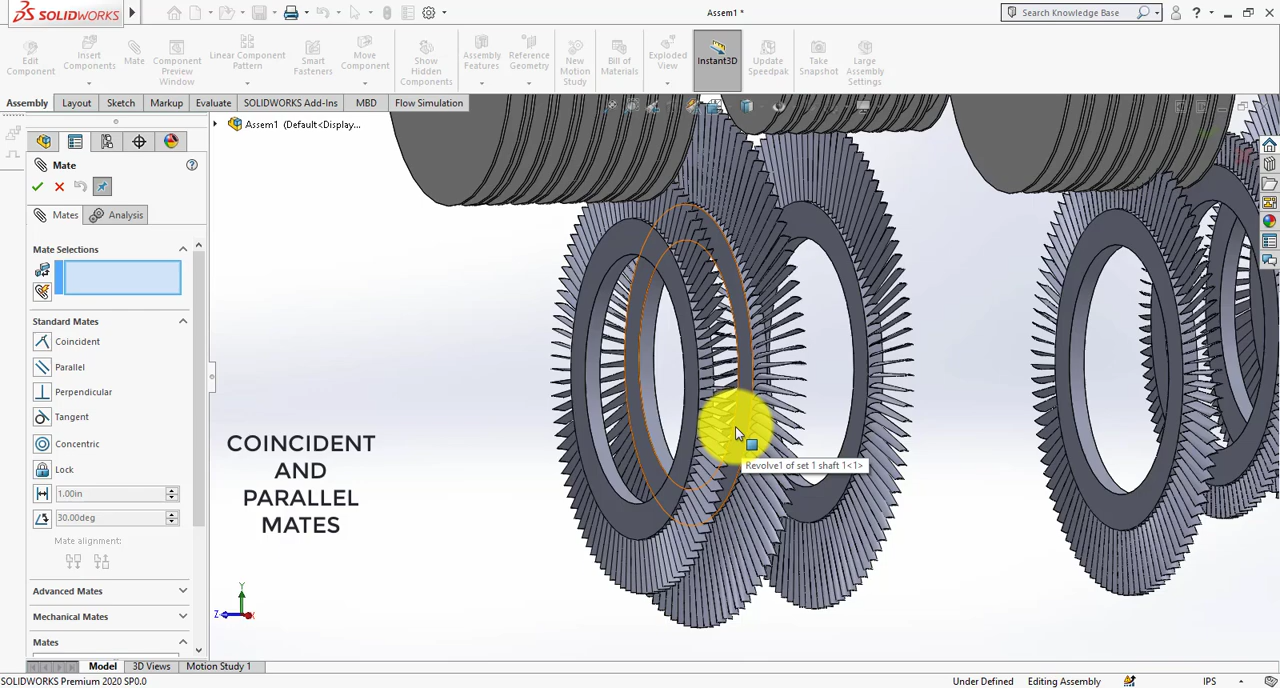 SOLIDWORKS
Assem1 *
Search Knowledge Base
?
Edit Component
Insert Components
Mate
Component Preview Window
Linear Component Pattern
Smart Fasteners
Move Component
Show Hidden Components
Assembly Features
Reference Geometry
New Motion Study
Bill of Materials
Exploded View
Instant3D
Update Speedpak
Take Snapshot
Large Assembly Settings
Assembly
Layout
Sketch
Markup
Evaluate
SOLIDWORKS Add-Ins
MBD
Flow Simulation
Assem1 (Default<Display...
Mate
Mates
Analysis
Mate Selections
Standard Mates
Coincident
Parallel
Perpendicular
Tangent
Concentric
Lock
1.00in
30.00deg
Mate alignment:
Advanced Mates
Mechanical Mates
Mates
COINCIDENT
AND
PARALLEL
MATES
Revolve1 of set 1 shaft 1<1>
Y
Z
X
Model
3D Views
Motion Study 1
SOLIDWORKS Premium 2020 SP0.0
Under Defined
Editing Assembly
IPS